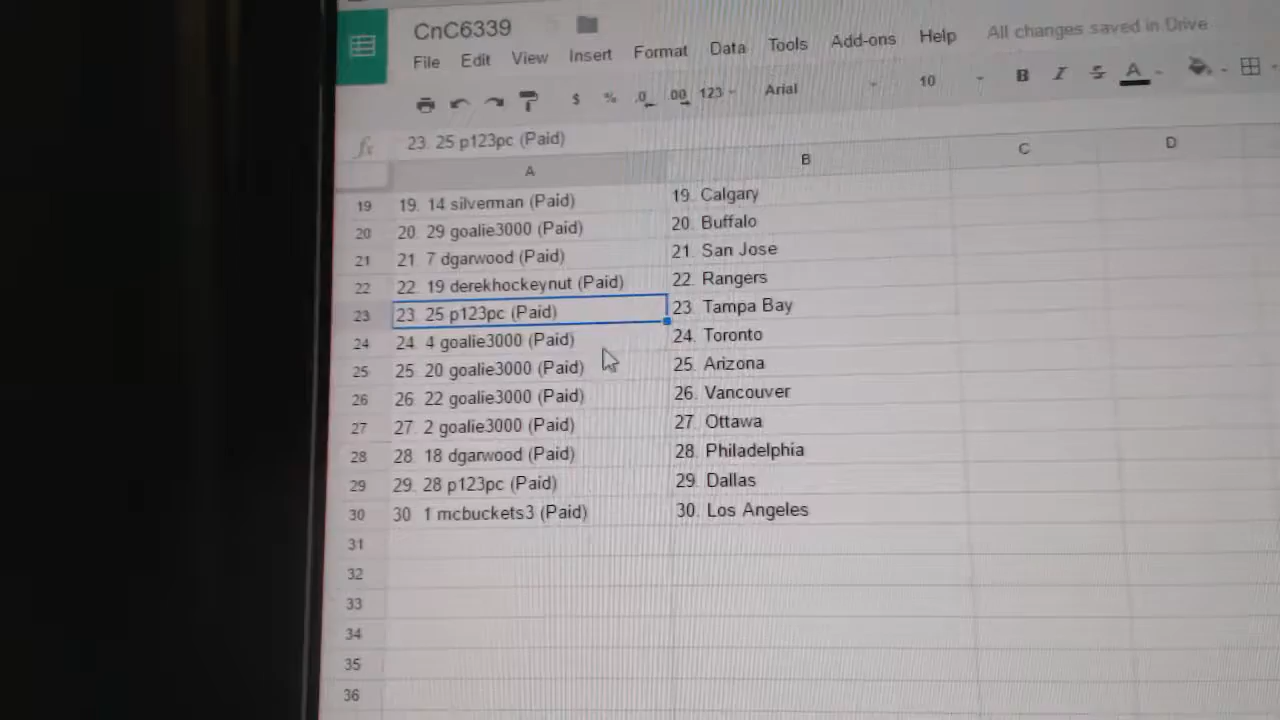 CnC6339
File Edit View Insert Format Data Tools Add-ons Help All changes saved in Drive
$ % .0 .00 123 Arial 10 B I S A
fx 23. 25 p123pc (Paid)
A B C D
19 19. 14 silverman (Paid) 19. Calgary
20 20. 29 goalie3000 (Paid) 20. Buffalo
21 21. 7 dgarwood (Paid) 21. San Jose
22 22. 19 derekhockeynut (Paid) 22. Rangers
23 23. 25 p123pc (Paid) 23. Tampa Bay
24 24. 4 goalie3000 (Paid) 24. Toronto
25 25. 20 goalie3000 (Paid) 25. Arizona
26 26. 22 goalie3000 (Paid) 26. Vancouver
27 27. 2 goalie3000 (Paid) 27. Ottawa
28 28. 18 dgarwood (Paid) 28. Philadelphia
29 29. 28 p123pc (Paid) 29. Dallas
30 30. 1 mcbuckets3 (Paid) 30. Los Angeles
31
32
33
34
35
36